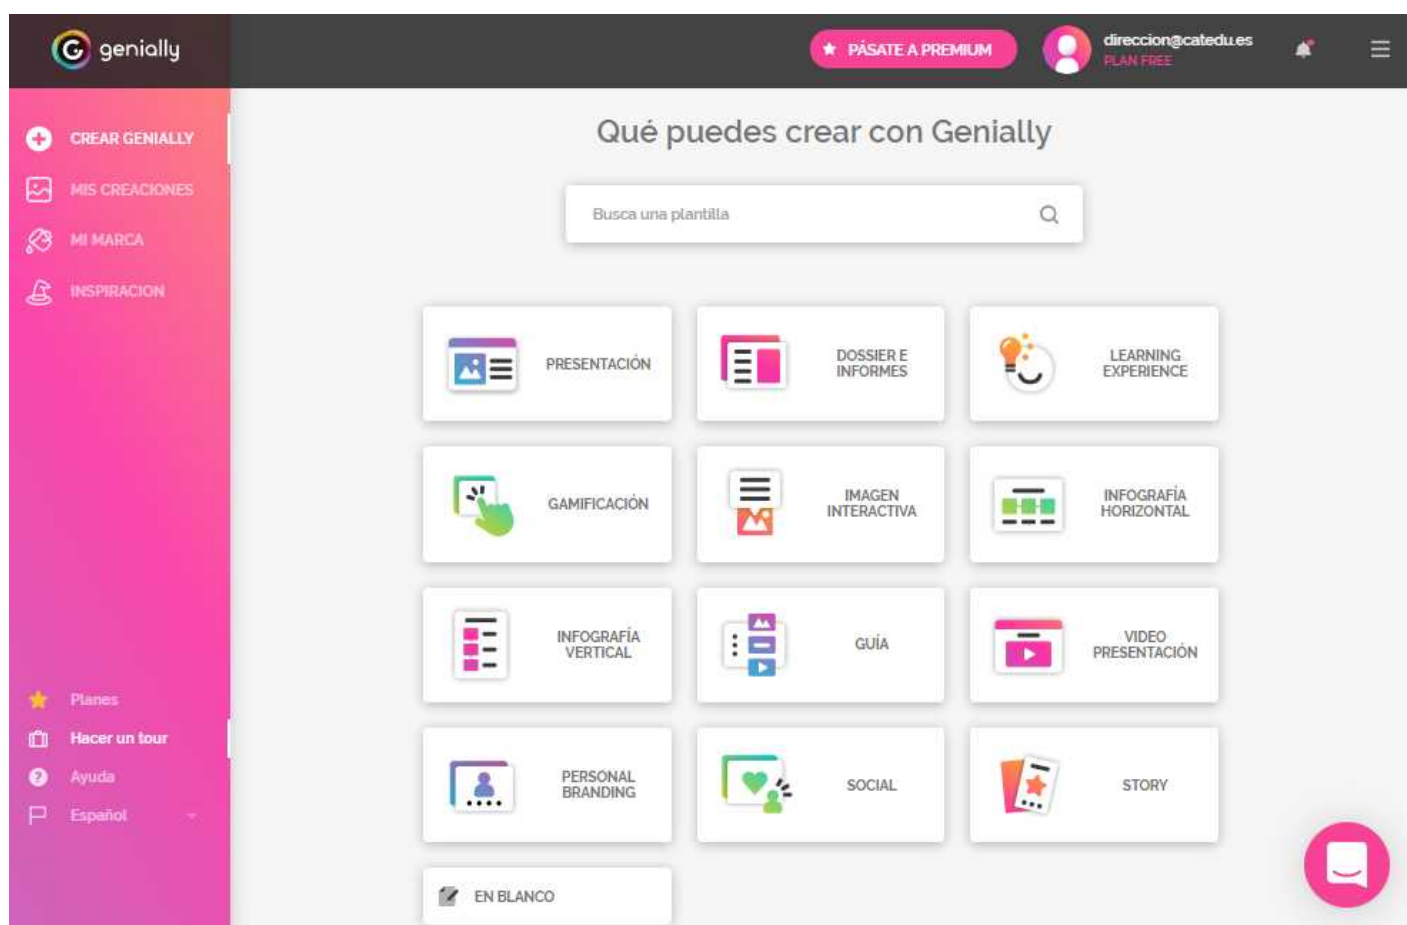 genially
PÁSATE A PREMIUM
direccion@catedu.es
PLAN FREE
CREAR GENIALLY
MIS CREACIONES
MI MARCA
INSPIRACION
Planes
Hacer un tour
Ayuda
Español
Qué puedes crear con Genially
Busca una plantilla
PRESENTACIÓN
DOSSIER E
INFORMES
LEARNING
EXPERIENCE
GAMIFICACIÓN
IMAGEN
INTERACTIVA
INFOGRAFÍA
HORIZONTAL
INFOGRAFÍA
VERTICAL
GUÍA
VIDEO
PRESENTACIÓN
PERSONAL
BRANDING
SOCIAL
STORY
EN BLANCO